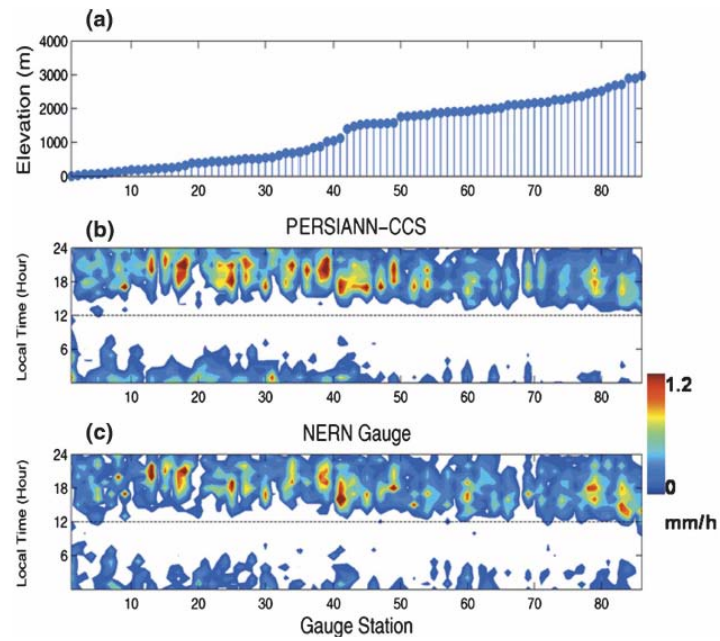 (a)
Elevation (m)
4000
3000
2000
1000
0
10 20 30 40 50 60 70 80
(b)
PERSIANN-CCS
Local Time (Hour)
24
18
12
6
10 20 30 40 50 60 70 80
(c)
NERN Gauge
Local Time (Hour)
24
18
12
6
10 20 30 40 50 60 70 80
Gauge Station
1.2
0
mm/h